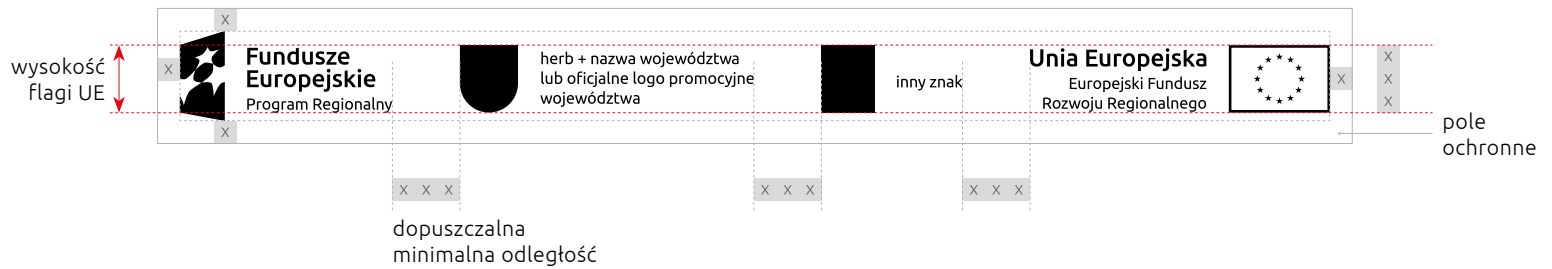 X
wysokość
flagi UE
X
Fundusze
Europejskie
Program Regionalny
herb + nazwa województwa
lub oficjalne logo promocyjne
województwa
inny znak
Unia Europejska
Europejski Fundusz
Rozwoju Regionalnego
X
X
X
X
X
pole
ochronne
X X X
X X X
X X X
dopuszczalna
minimalna odległość